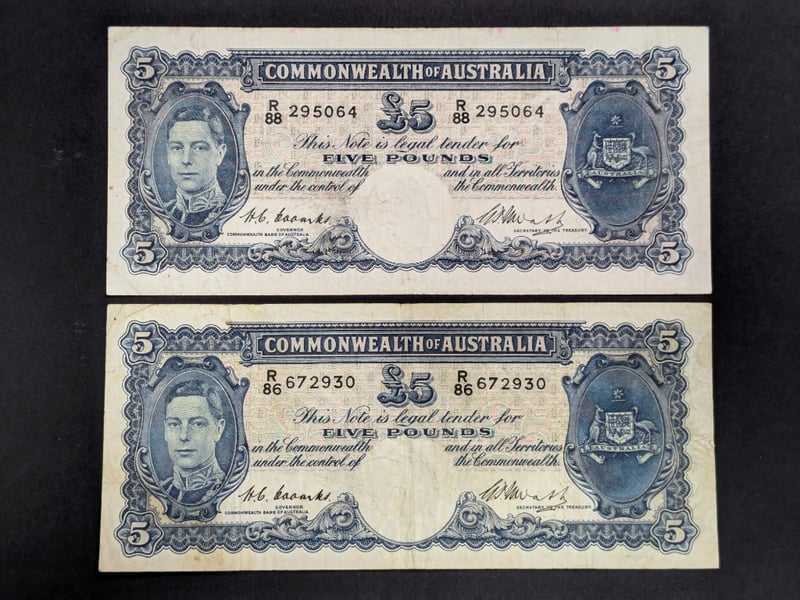 5 COMMONWEALTH OF AUSTRALIA 5
R/88 295064 £5 R/88 295064
This Note is legal tender for
FIVE POUNDS
in the Commonwealth and in all Territories
under the control of the Commonwealth.
AUSTRALIA
GOVERNOR
COMMONWEALTH BANK OF AUSTRALIA
SECRETARY TO THE TREASURY
5 5
5 COMMONWEALTH OF AUSTRALIA 5
R/86 672930 £5 R/86 672930
This Note is legal tender for
FIVE POUNDS
in the Commonwealth and in all Territories
under the control of the Commonwealth.
AUSTRALIA
GOVERNOR
COMMONWEALTH BANK OF AUSTRALIA
SECRETARY TO THE TREASURY
5 5